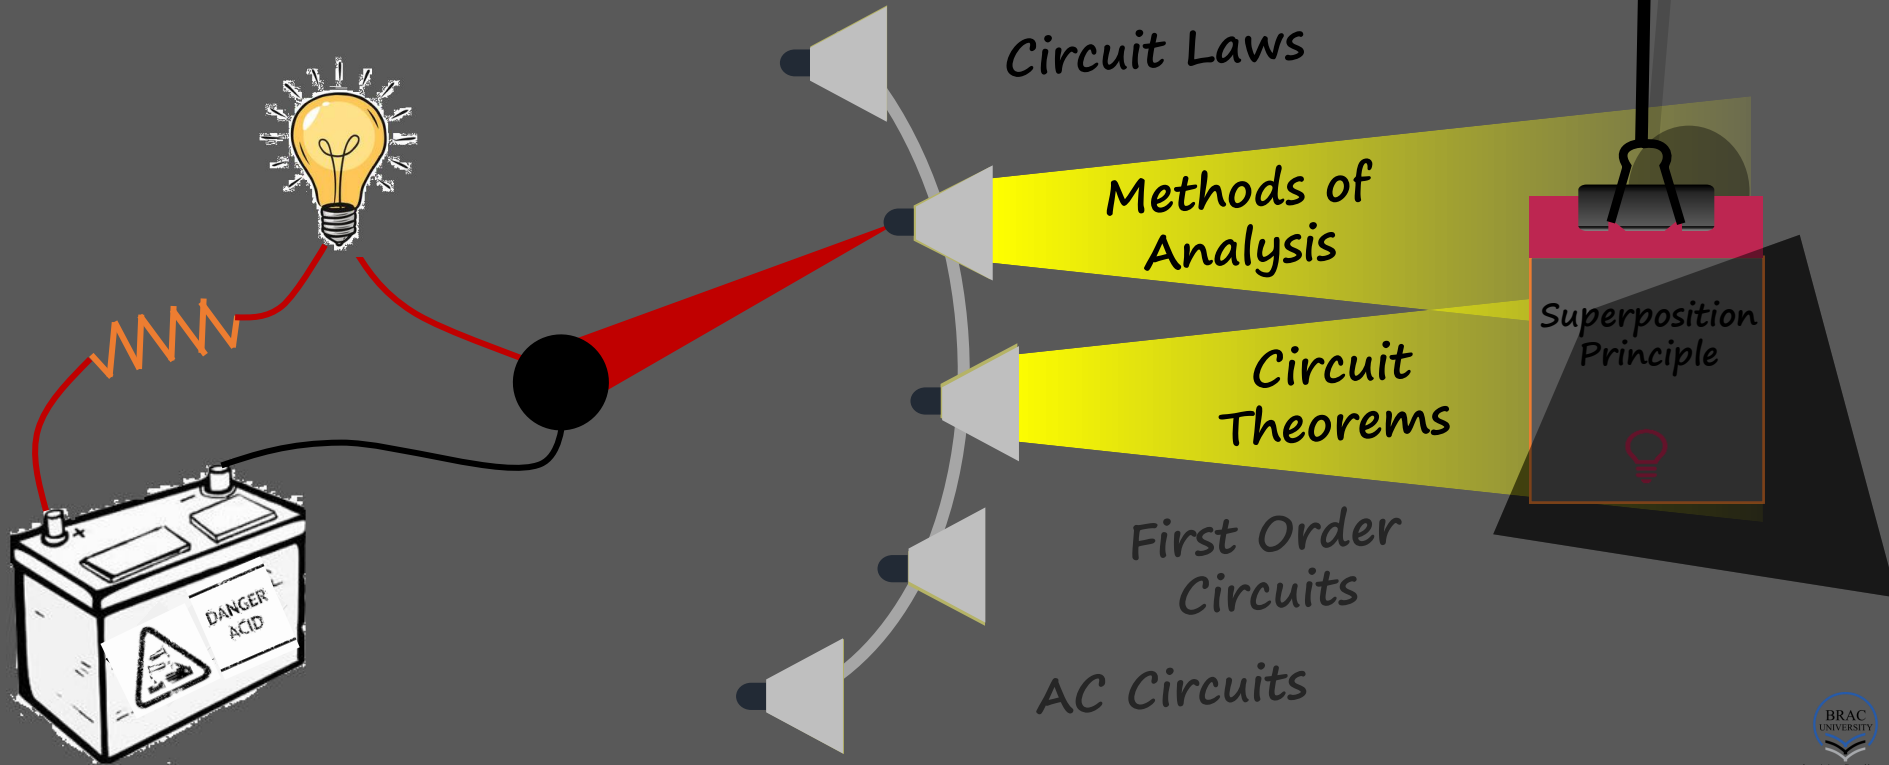 Circuit Laws
Methods of
Analysis
Superposition
Principle
Circuit
Theorems
First Order
Circuits
DANGER
ACID
+
AC Circuits
BRAC
UNIVERSITY